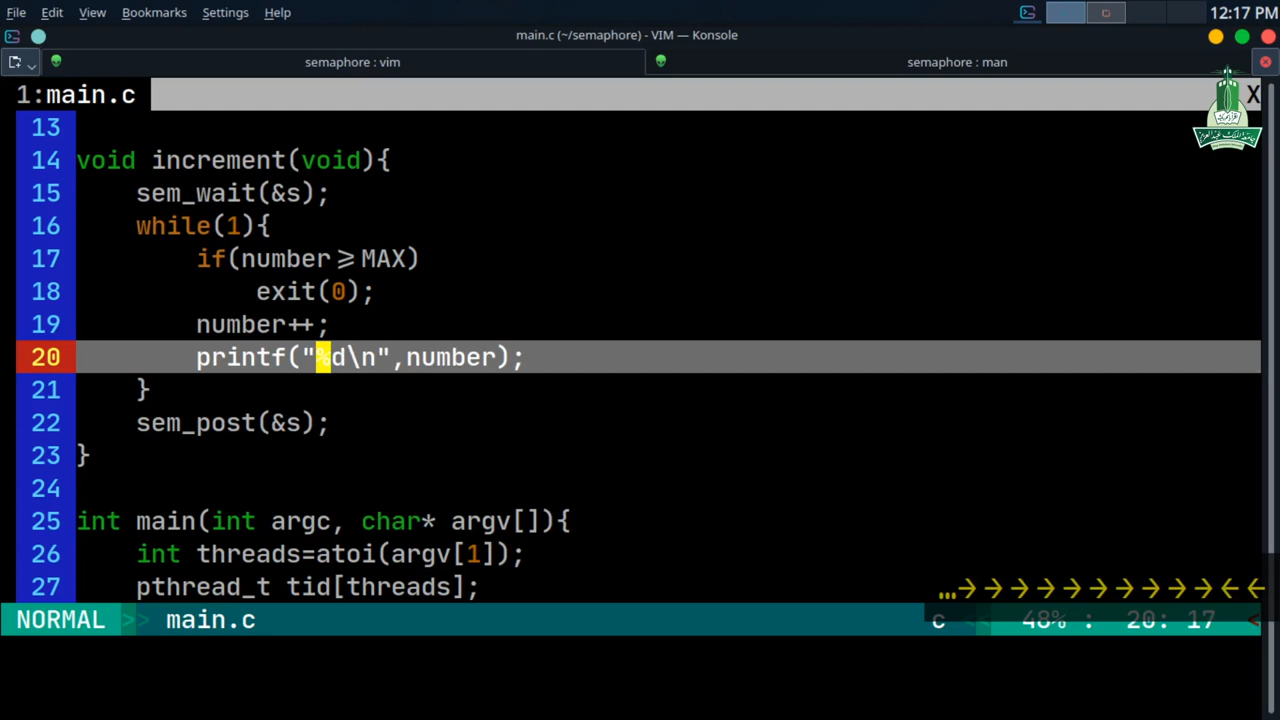 File Edit View Bookmarks Settings Help 12:17 PM
main.c (~/semaphore) - VIM — Konsole
semaphore : vim semaphore : man
1:main.c X
13
14 void increment(void){
15 sem_wait(&s);
16 while(1){
17 if(number>=MAX)
18 exit(0);
19 number++;
20 printf("%d\n",number);
21 }
22 sem_post(&s);
23 }
24
25 int main(int argc, char* argv[]){
26 int threads=atoi(argv[1]);
27 pthread_t tid[threads];
…→→→→→→→→→→←←
NORMAL >> main.c c << 48% : 20: 17 <